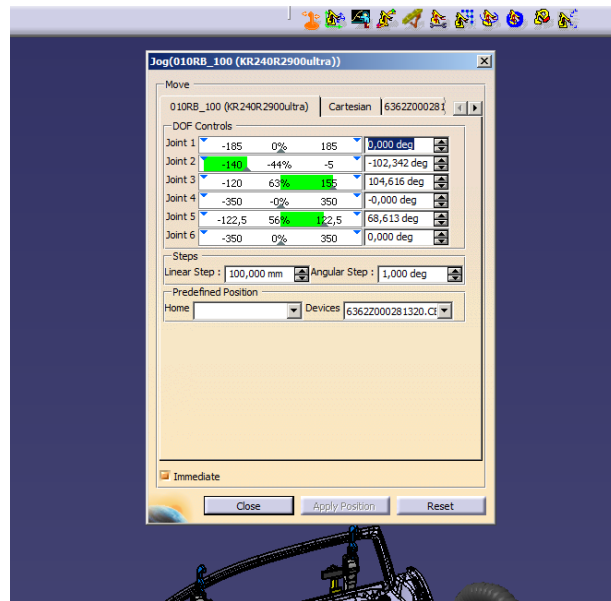 Jog(010RB_100 (KR240R2900ultra))
Move
010RB_100 (KR240R2900ultra) Cartesian 6362Z000281
DOF Controls
Joint 1 -185 0% 185 0,000 deg
Joint 2 -140 -44% -5 -102,342 deg
Joint 3 -120 63% 155 104,616 deg
Joint 4 -350 -0% 350 -0,000 deg
Joint 5 -122,5 56% 122,5 68,613 deg
Joint 6 -350 0% 350 0,000 deg
Steps
Linear Step : 100,000 mm Angular Step : 1,000 deg
Predefined Position
Home Devices 6362Z000281320.CE
Immediate
Close Apply Position Reset